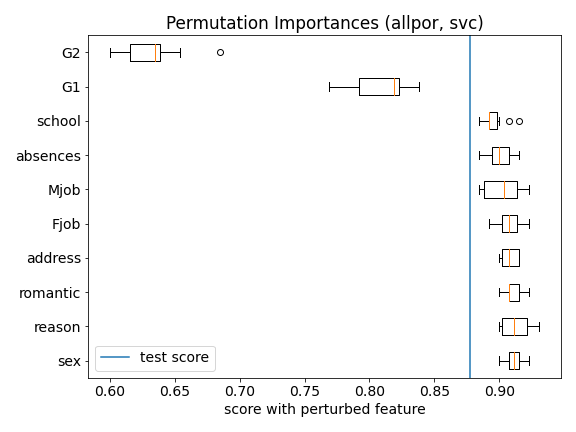 Permutation Importances (allpor, svc)
G2
G1
school
absences
Mjob
Fjob
address
romantic
reason
sex
test score
0.60 0.65 0.70 0.75 0.80 0.85 0.90
score with perturbed feature